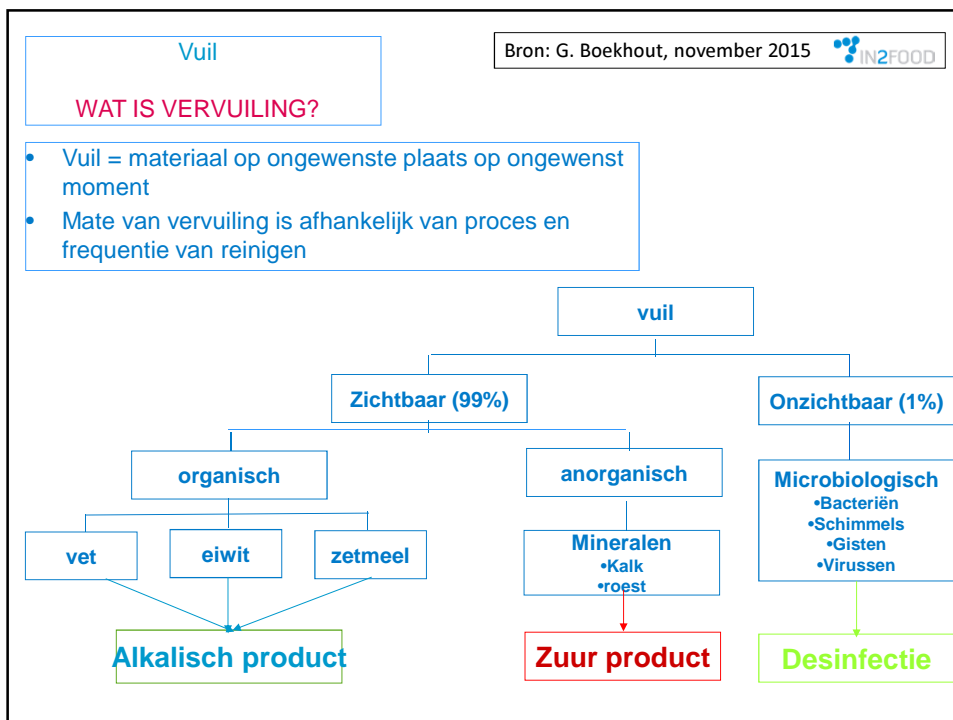 Vuil
WAT IS VERVUILING?
Bron: G. Boekhout, november 2015
IN2FOOD
• Vuil = materiaal op ongewenste plaats op ongewenst
moment
• Mate van vervuiling is afhankelijk van proces en
frequentie van reinigen
vuil
Zichtbaar (99%)
Onzichtbaar (1%)
organisch
anorganisch
Microbiologisch
•Bacteriën
•Schimmels
•Gisten
•Virussen
vet
eiwit
zetmeel
Mineralen
•Kalk
•roest
Alkalisch product
Zuur product
Desinfectie